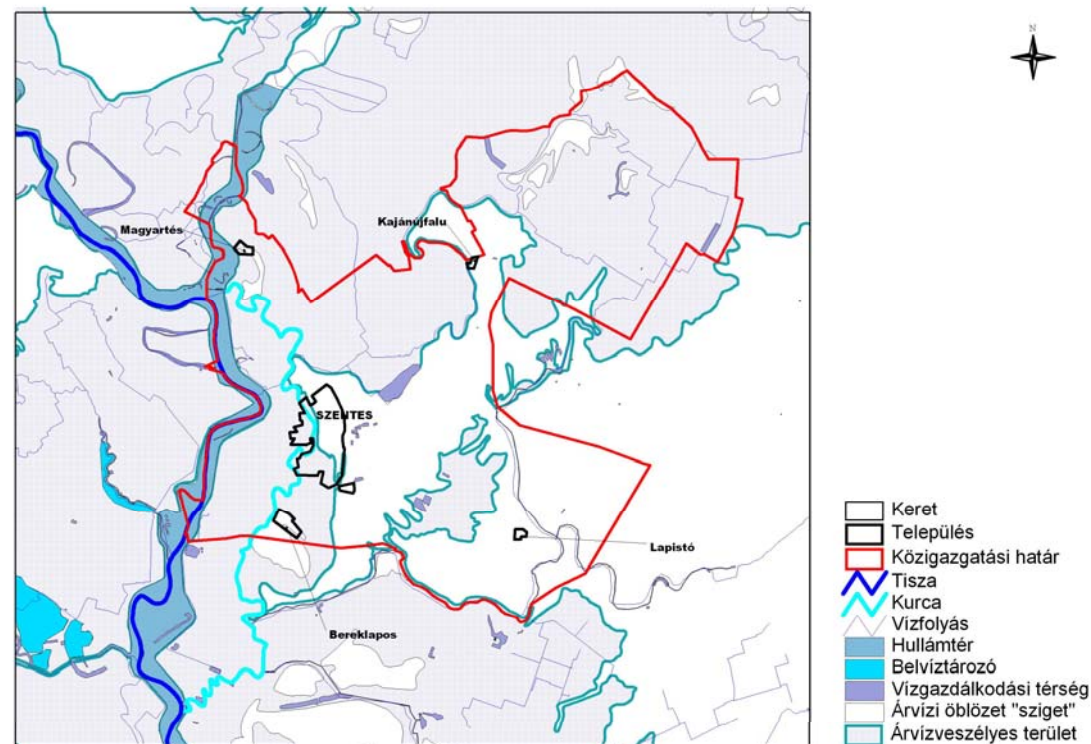 N
Magyartés
Kajánújfalu
SZENTES
Lapistó
Bereklapos
Keret
Település
Közigazgatási határ
Tisza
Kurca
Vízfolyás
Hullámtér
Belvíztározó
Vízgazdálkodási térség
Árvízi öblözet "sziget"
Árvízveszélyes terület